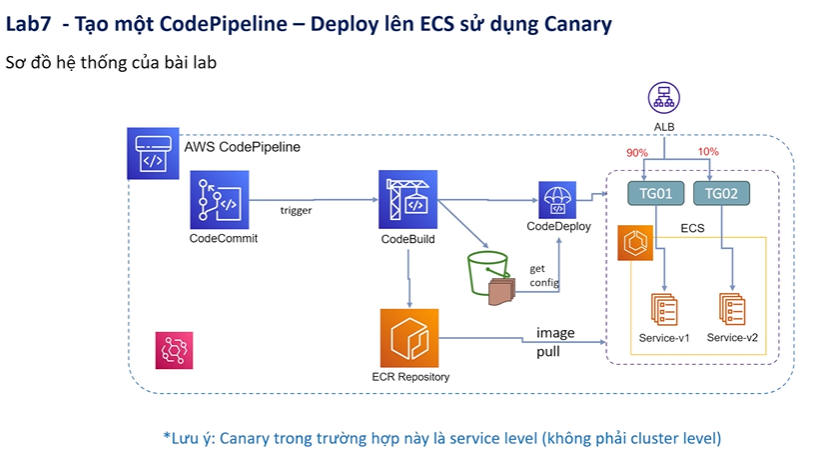 Lab7 - Tạo một CodePipeline – Deploy lên ECS sử dụng Canary
Sơ đồ hệ thống của bài lab
ALB
AWS CodePipeline
90%
10%
TG01
TG02
trigger
CodeCommit
CodeBuild
CodeDeploy
ECS
get
config
image
pull
Service-v1
Service-v2
ECR Repository
*Lưu ý: Canary trong trường hợp này là service level (không phải cluster level)